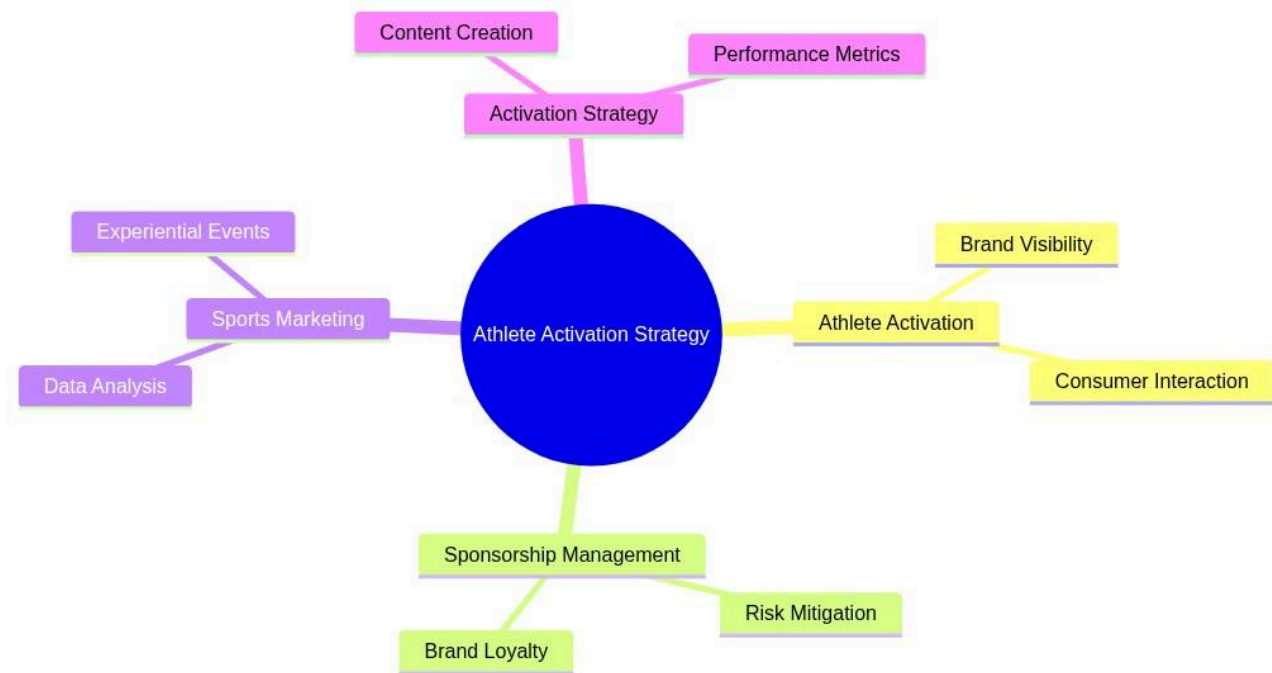 Content Creation
Performance Metrics
Activation Strategy
Experiential Events
Brand Visibility
Sports Marketing
Athlete Activation
Athlete Activation Strategy
Data Analysis
Consumer Interaction
Sponsorship Management
Risk Mitigation
Brand Loyalty